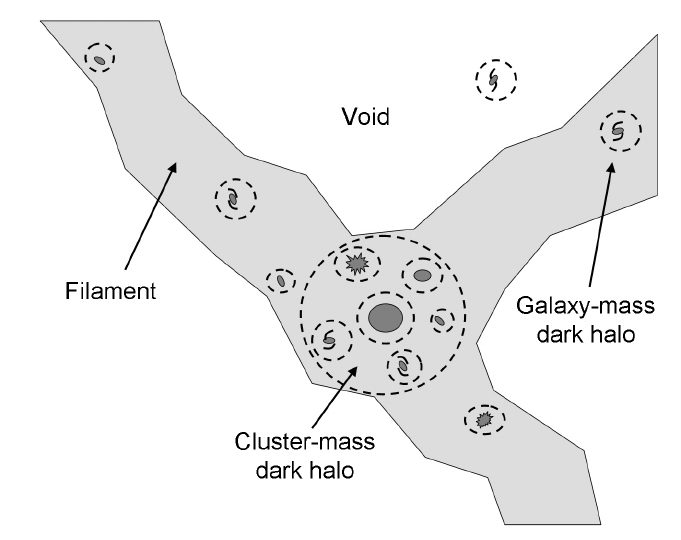 Void
Filament
Galaxy-mass
dark halo
Cluster-mass
dark halo